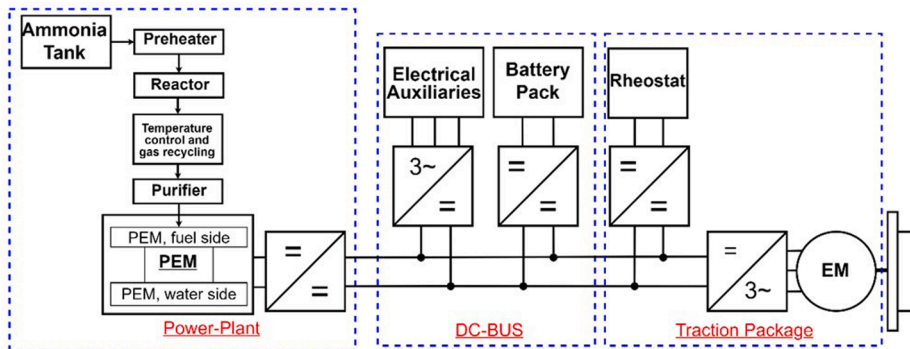 Ammonia
Tank
Preheater
Reactor
Temperature
control and
gas recycling
Purifier
PEM, fuel side
PEM
PEM, water side
=
=
Power-Plant
Electrical
Auxiliaries
3~
=
Battery
Pack
=
=
DC-BUS
Rheostat
=
=
=
3~
EM
Traction Package